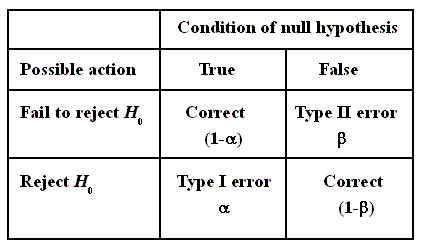 Condition of null hypothesis
Possible action True False
Fail to reject H₀ Correct Type II error
(1-α) β
Reject H₀ Type I error Correct
α (1-β)